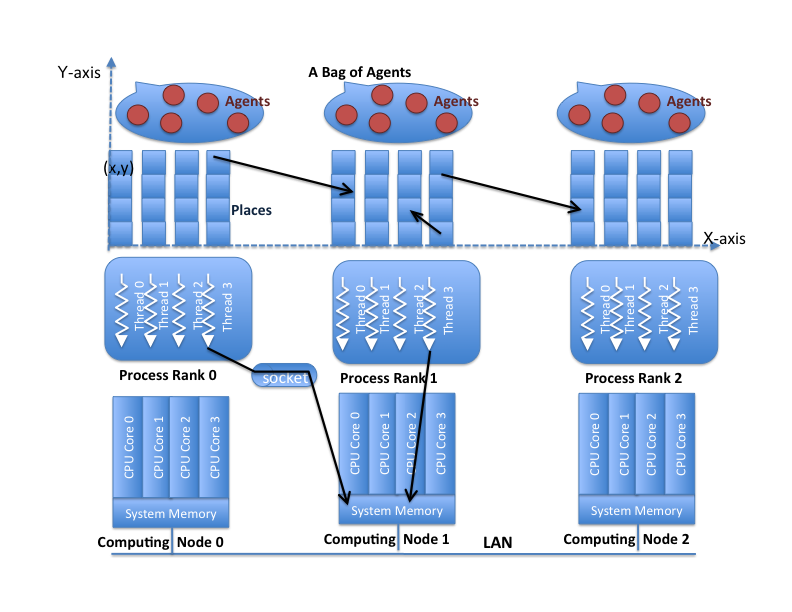 Y-axis
A Bag of Agents
Agents
Agents
Agents
(x,y)
Places
X-axis
Thread 0
Thread 1
Thread 2
Thread 3
Thread 0
Thread 1
Thread 2
Thread 3
Thread 0
Thread 1
Thread 2
Thread 3
Process Rank 0
socket
Process Rank 1
Process Rank 2
CPU Core 0
CPU Core 1
CPU Core 2
CPU Core 3
CPU Core 0
CPU Core 1
CPU Core 2
CPU Core 3
CPU Core 0
CPU Core 1
CPU Core 2
CPU Core 3
System Memory
System Memory
System Memory
Computing Node 0
Computing Node 1
LAN
Computing Node 2